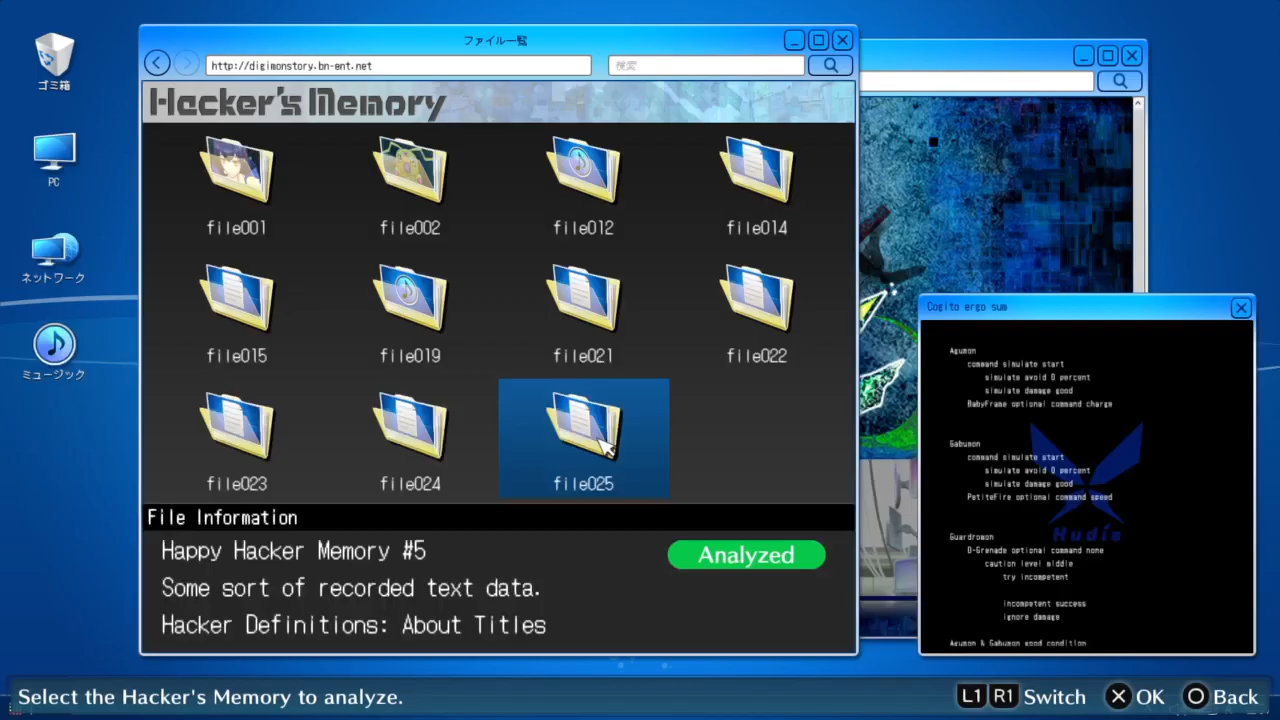 ゴミ箱
PC
ネットワーク
ミュージック
ファイル一覧
http://digimonstory.bn-ent.net
検索
Hacker's Memory
file001
file002
file012
file014
file015
file019
file021
file022
file023
file024
file025
File Information
Happy Hacker Memory #5
Analyzed
Some sort of recorded text data.
Hacker Definitions: About Titles
Cogito ergo sum
Agumon
command simulate start
simulate avoid 0 percent
simulate damage good
BabyFrame optional command charge
Gabumon
command simulate start
simulate avoid 0 percent
simulate damage good
PetiteFire optional command speed
Hudie
Guardromon
D-Grenade optional command none
caution level middle
try incompetent
incompetent success
ignore damage
Agumon & Gabumon good condition
Select the Hacker's Memory to analyze.
L1 R1 Switch
OK
Back